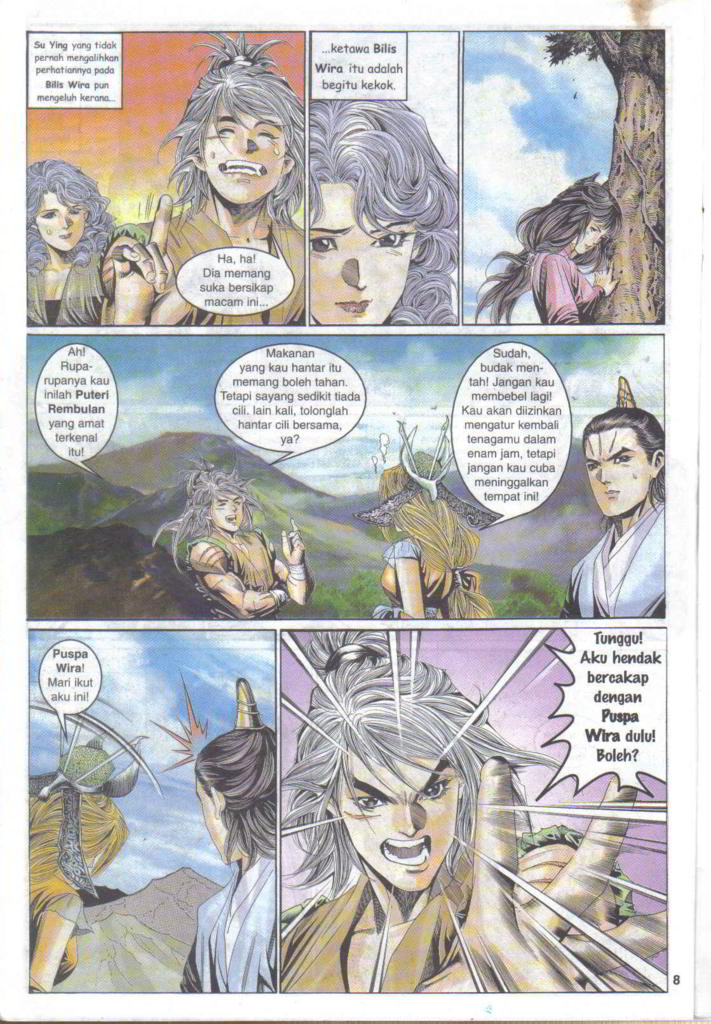 Su Ying yang tidak
pernah mengalihkan
perhatiannya pada
Bilis Wira pun
mengeluh kerana...
Ha, ha!
Dia memang
suka bersikap
macam ini...
...ketawa Bilis
Wira itu adalah
begitu kekok.
Ah!
Rupa-
rupanya kau
inilah Puteri
Rembulan
yang amat
terkenal
itu!
Makanan
yang kau hantar itu
memang boleh tahan.
Tetapi sayang sedikit tiada
cili. lain kali, tolonglah
hantar cili bersama,
ya?
Sudah,
budak men-
tah! Jangan kau
membebel lagi!
Kau akan diizinkan
mengatur kembali
tenagamu dalam
enam jam, tetapi
jangan kau cuba
meninggalkan
tempat ini!
Puspa
Wira!
Mari ikut
aku ini!
Tunggu!
Aku hendak
bercakap
dengan
Puspa
Wira dulu!
Boleh?
8